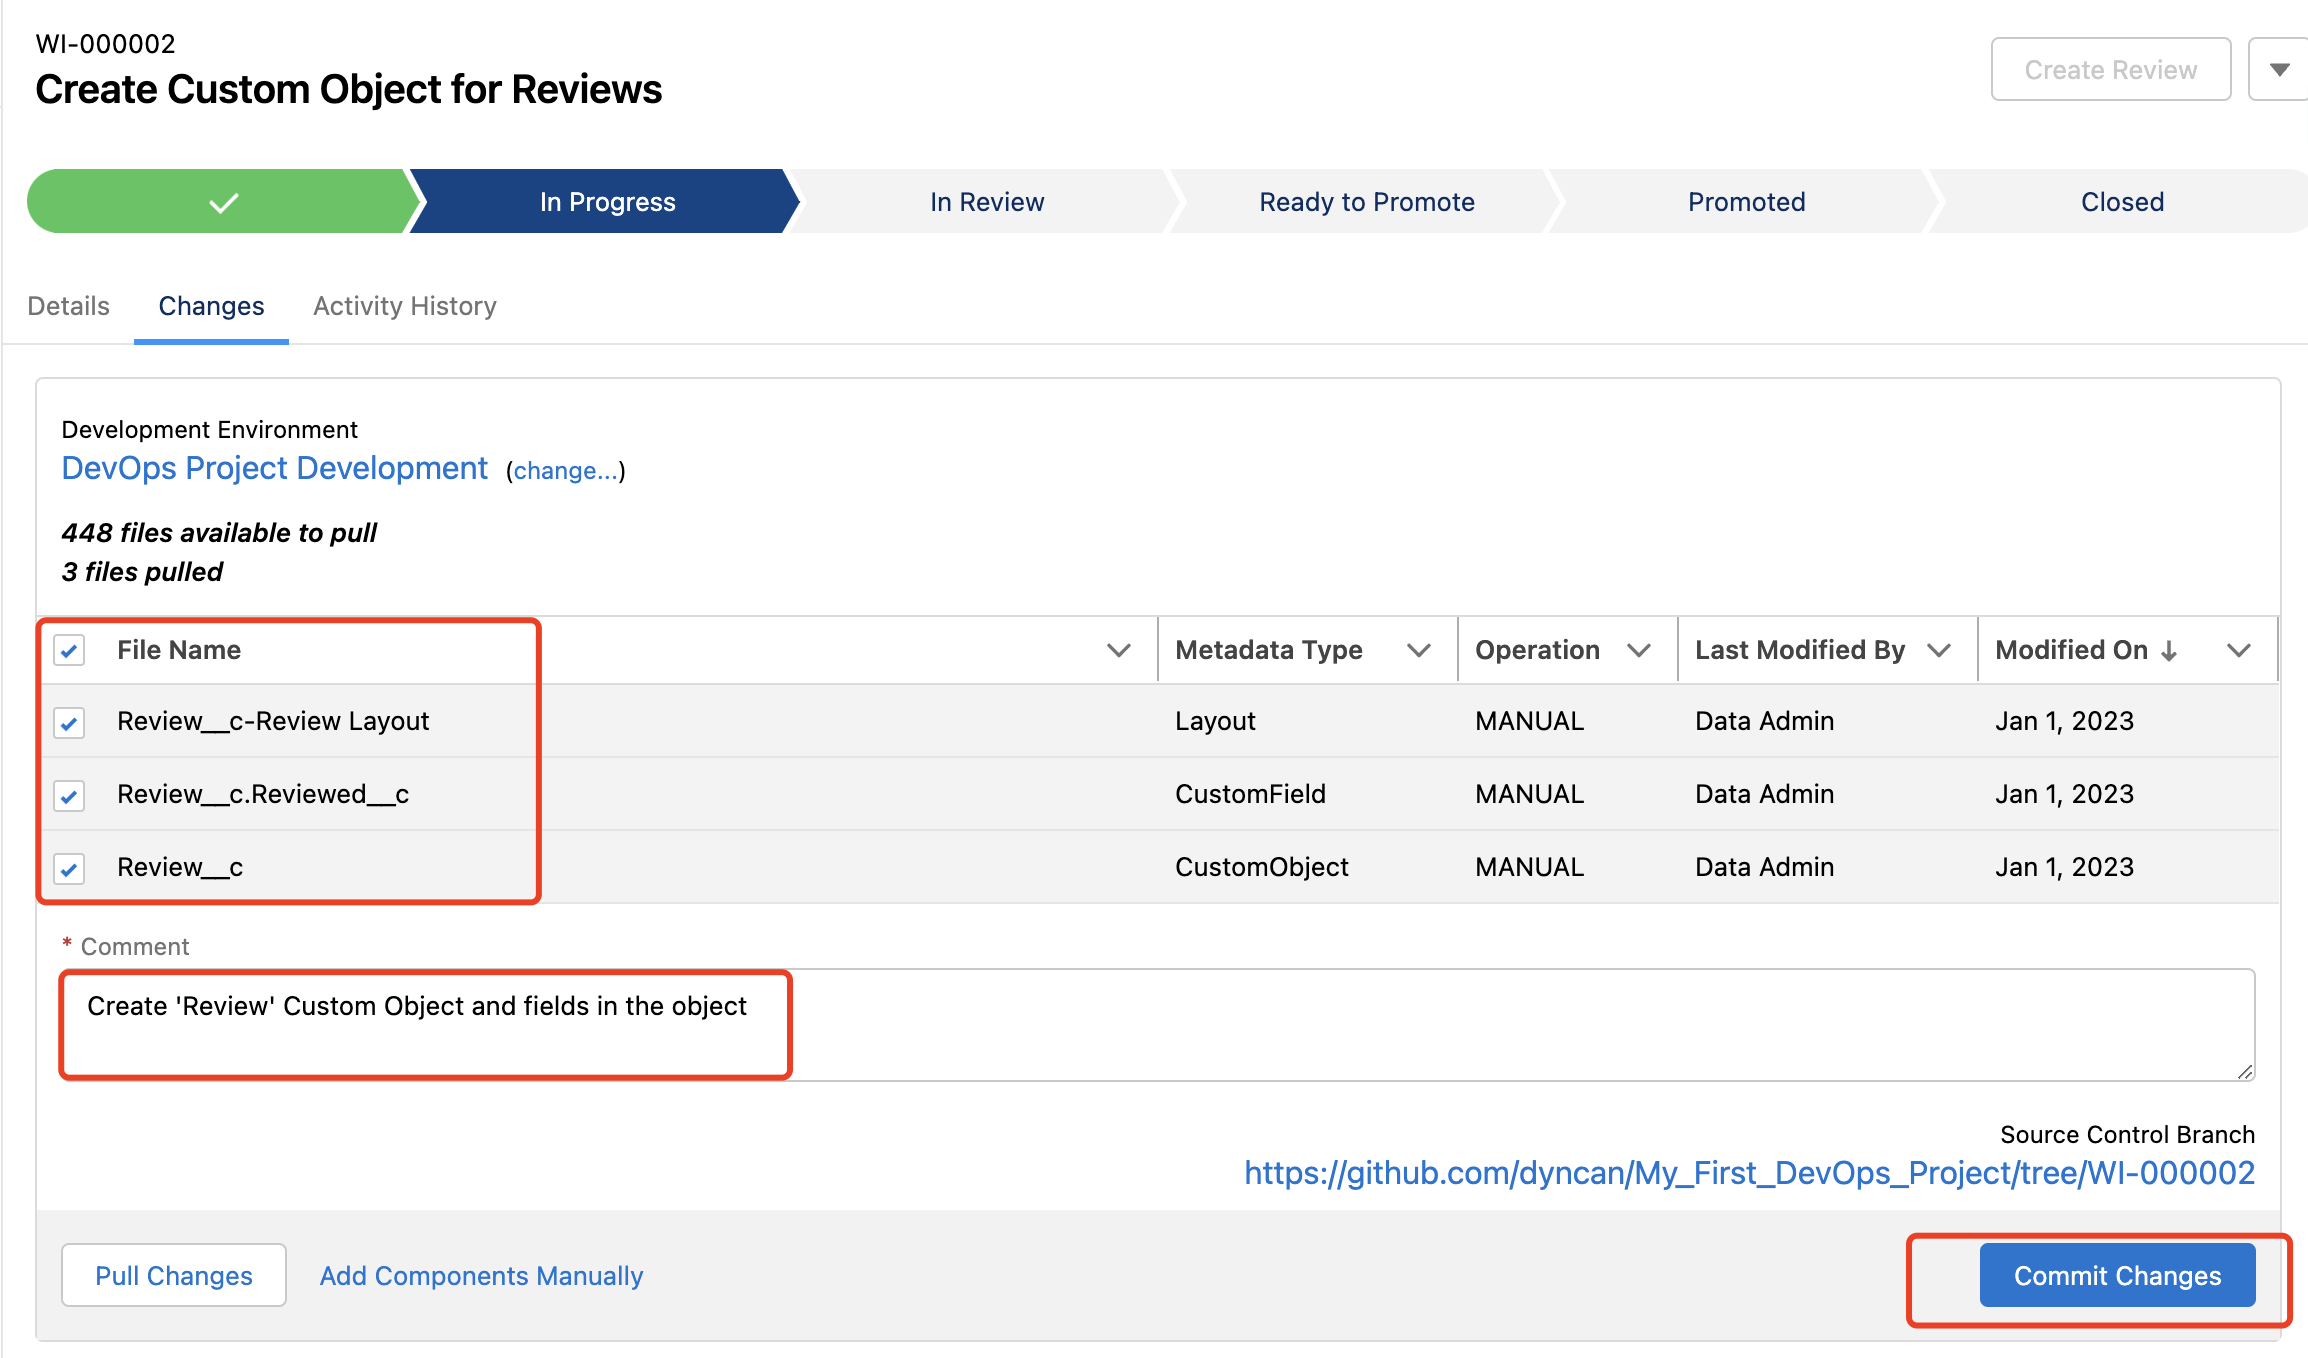 WI-000002
Create Custom Object for Reviews
Create Review
In Progress
In Review
Ready to Promote
Promoted
Closed
Details
Changes
Activity History
Development Environment
DevOps Project Development (change...)
448 files available to pull
3 files pulled
File Name
Metadata Type
Operation
Last Modified By
Modified On
Review__c-Review Layout
Layout
MANUAL
Data Admin
Jan 1, 2023
Review__c.Reviewed__c
CustomField
MANUAL
Data Admin
Jan 1, 2023
Review__c
CustomObject
MANUAL
Data Admin
Jan 1, 2023
* Comment
Create 'Review' Custom Object and fields in the object
Source Control Branch
https://github.com/dyncan/My_First_DevOps_Project/tree/WI-000002
Pull Changes
Add Components Manually
Commit Changes